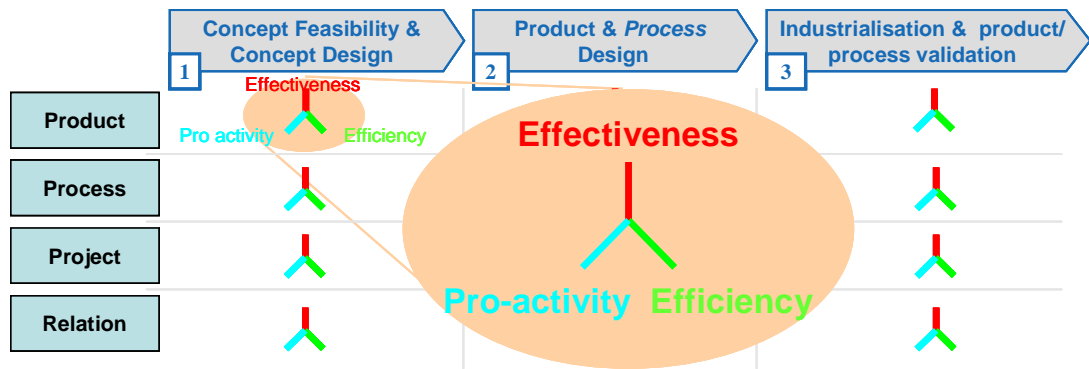 Concept Feasibility &
Concept Design
1
Product & Process
Design
2
Industrialisation & product/
process validation
3
Effectiveness
Product
Pro activity
Efficiency
Effectiveness
Process
Project
Pro-activity
Efficiency
Relation